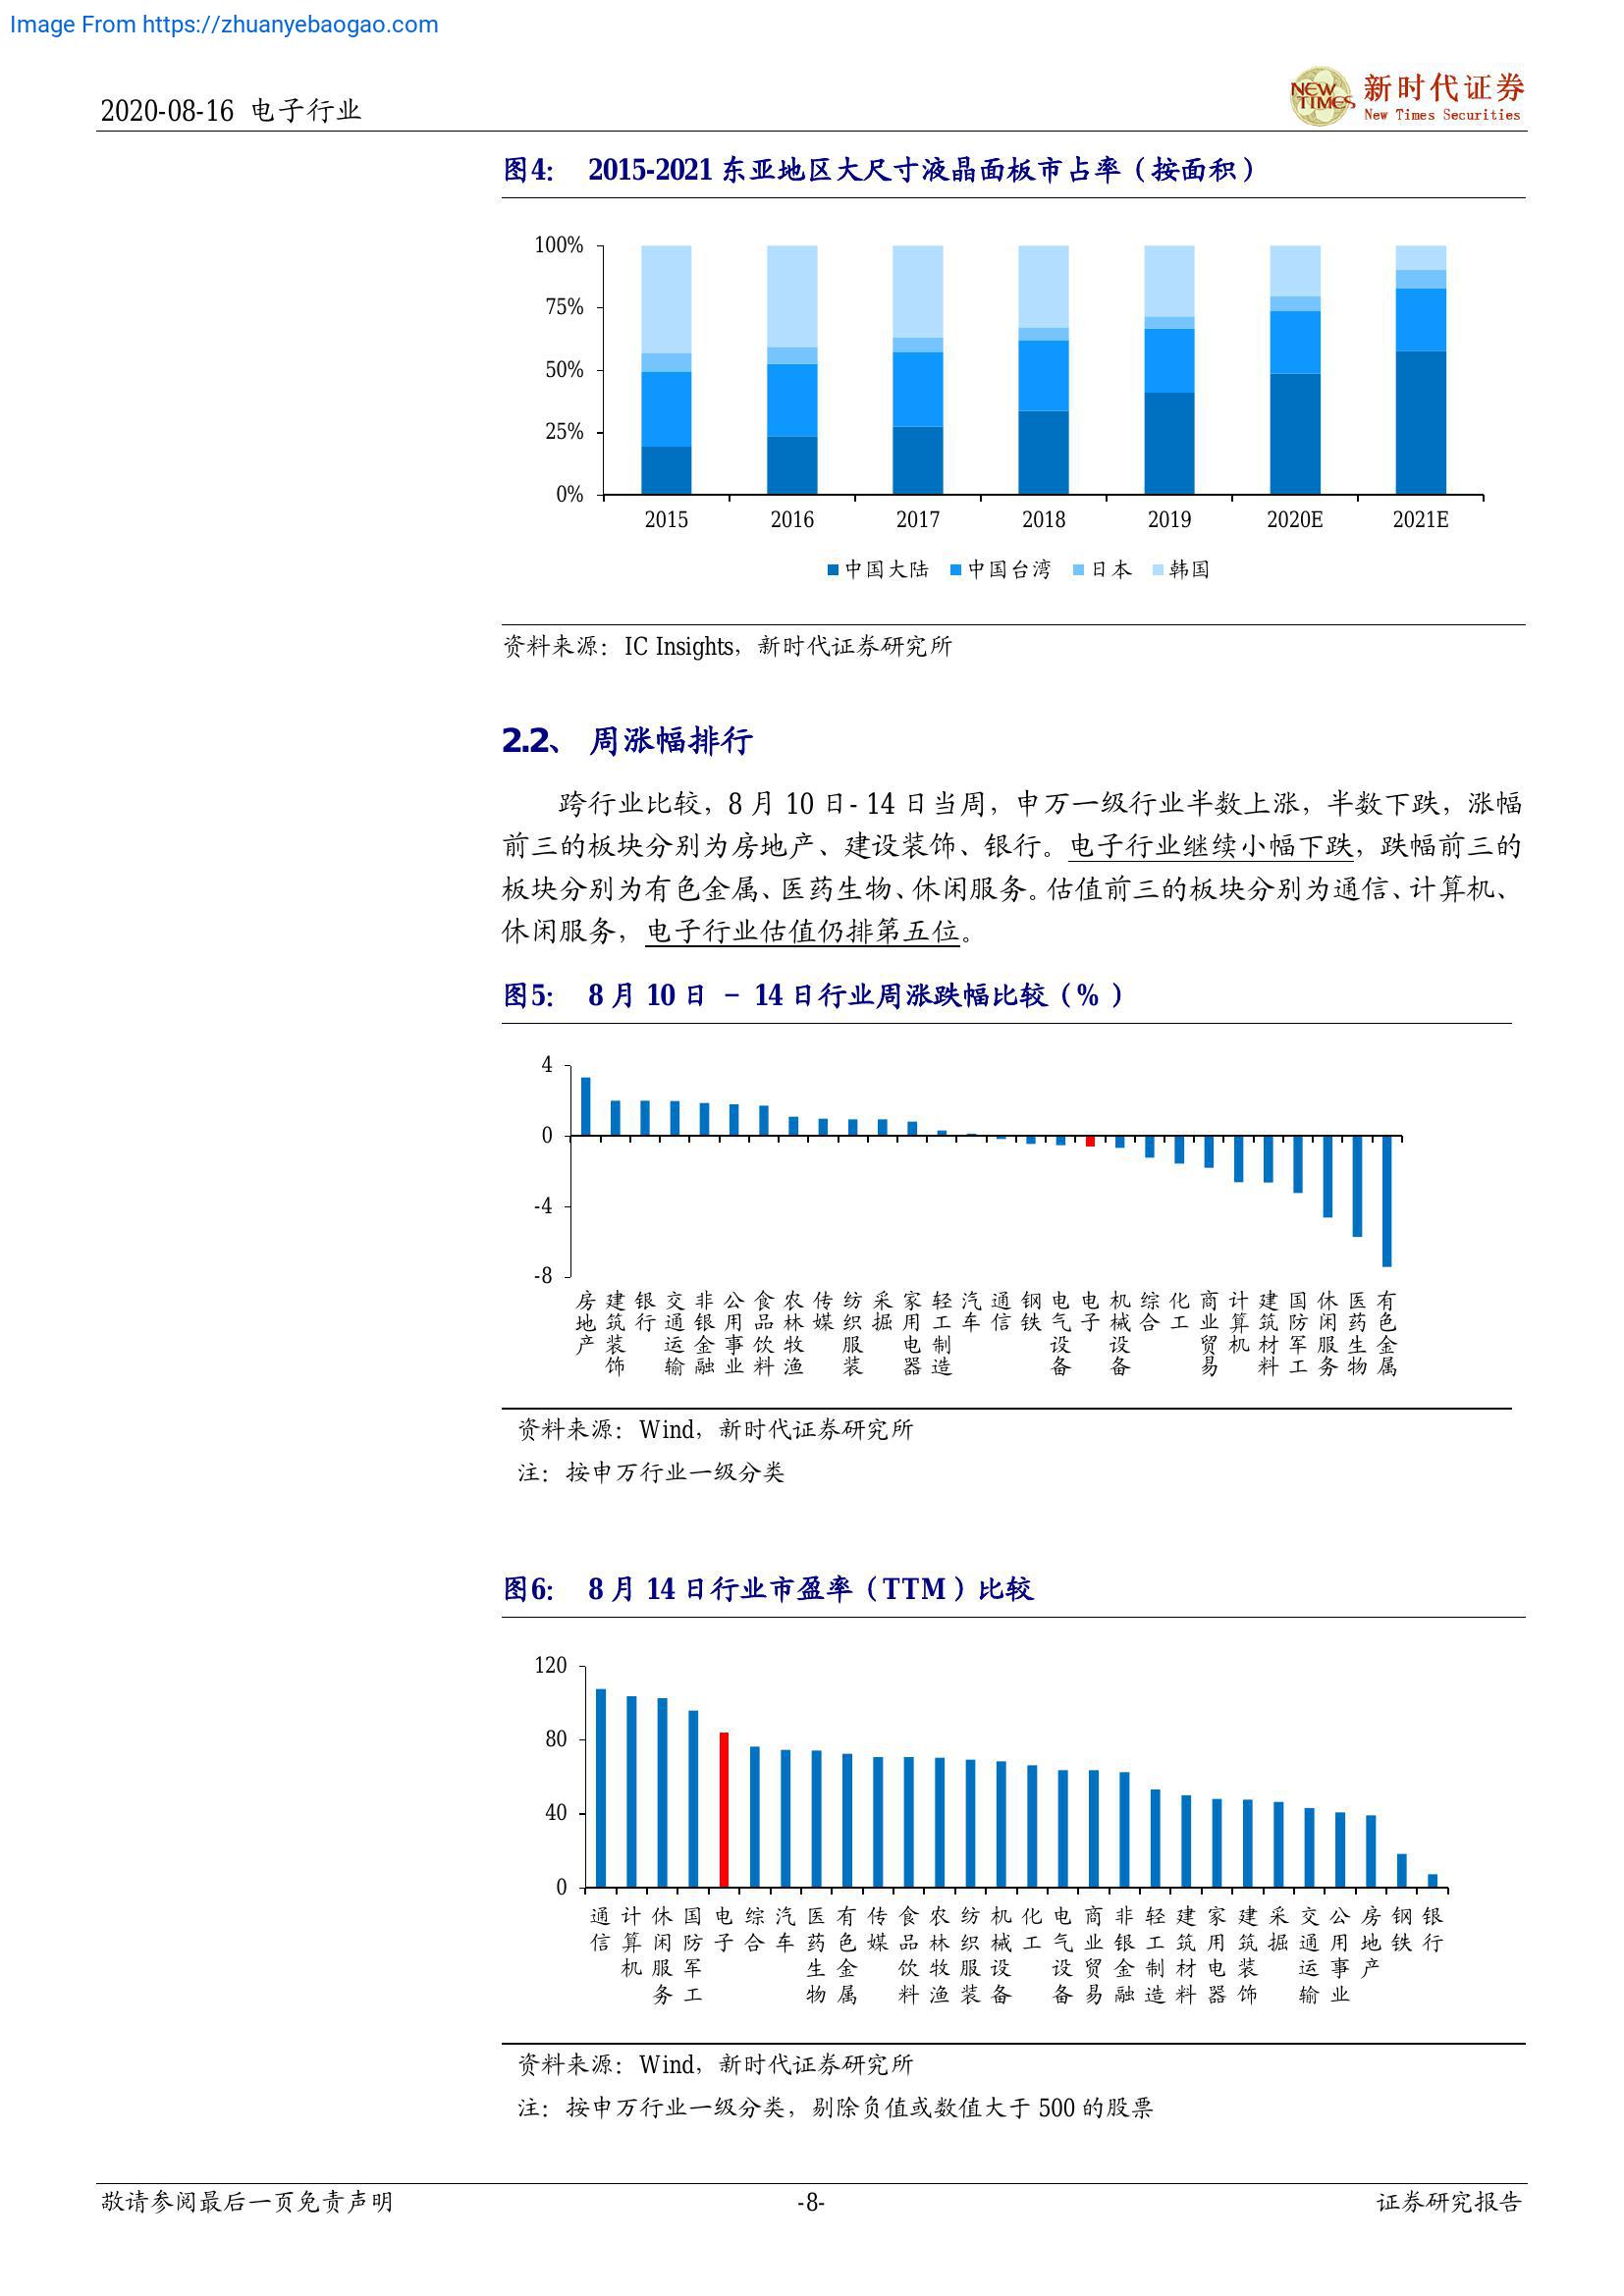 Image From https://zhuanyebaogao.com
2020-08-16 电子行业
NEW TIMES
新时代证券
New Times Securities
图4: 2015-2021 东亚地区大尺寸液晶面板市占率（按面积）
100%
75%
50%
25%
0%
2015 2016 2017 2018 2019 2020E 2021E
中国大陆 中国台湾 日本 韩国
资料来源：IC Insights，新时代证券研究所
2.2、 周涨幅排行
跨行业比较，8 月 10 日- 14 日当周，申万一级行业半数上涨，半数下跌，涨幅
前三的板块分别为房地产、建设装饰、银行。电子行业继续小幅下跌，跌幅前三的
板块分别为有色金属、医药生物、休闲服务。估值前三的板块分别为通信、计算机、
休闲服务，电子行业估值仍排第五位。
图5: 8 月 10 日 － 14 日行业周涨跌幅比较（% ）
4
0
-4
-8
房地产 建筑装饰 银行 交通运输 非银金融 公用事业 食品饮料 农林牧渔 传媒 纺织服装 采掘 家用电器 轻工制造 汽车 通信 钢铁 电气设备 电子 机械设备 综合 化工 商业贸易 计算机 建筑材料 国防军工 休闲服务 医药生物 有色金属
资料来源：Wind，新时代证券研究所
注：按申万行业一级分类
图6: 8 月 14 日行业市盈率（TTM）比较
120
80
40
0
通信 计算机 休闲服务 国防军工 电子 综合 汽车 医药生物 有色金属 传媒 食品饮料 农林牧渔 纺织服装 机械设备 化工 电气设备 商业贸易 非银金融 轻工制造 建筑材料 家用电器 建筑装饰 采掘 交通运输 公用事业 房地产 钢铁 银行
资料来源：Wind，新时代证券研究所
注：按申万行业一级分类，剔除负值或数值大于 500 的股票
敬请参阅最后一页免责声明 -8- 证券研究报告